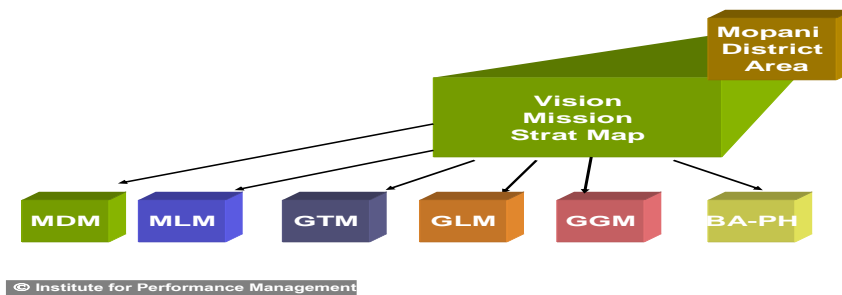 Mopani
District
Area
Vision
Mission
Strat Map
MDM
MLM
GTM
GLM
GGM
BA-PH
© Institute for Performance Management